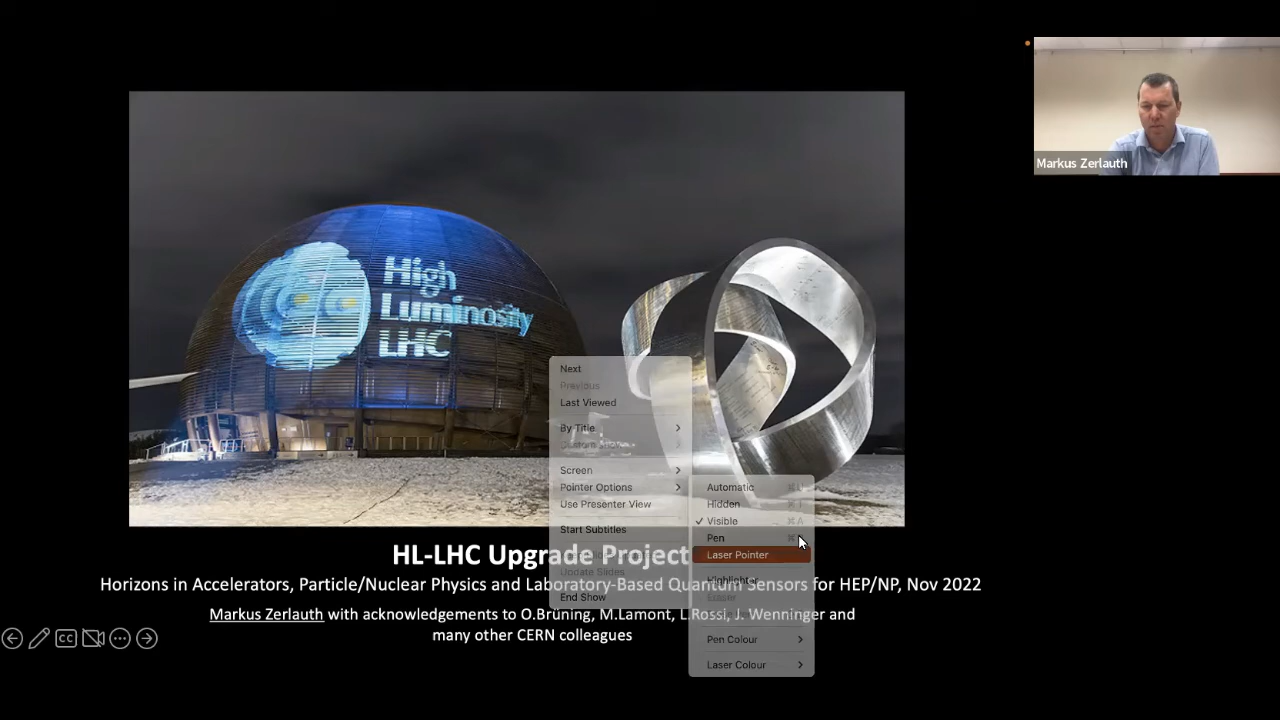 Markus Zerlauth
High
Luminosity
LHC
Next
Previous
Last Viewed
By Title
Screen
Pointer Options
Use Presenter View
Start Subtitles
Update Slides
End Show
Automatic
Hidden
✓ Visible
Pen
Laser Pointer
Highlighter
Eraser
Pen Colour
Laser Colour
HL-LHC Upgrade Project
Horizons in Accelerators, Particle/Nuclear Physics and Laboratory-Based Quantum Sensors for HEP/NP, Nov 2022
Markus Zerlauth with acknowledgements to O.Brüning, M.Lamont, L.Rossi, J. Wenninger and
many other CERN colleagues
CC